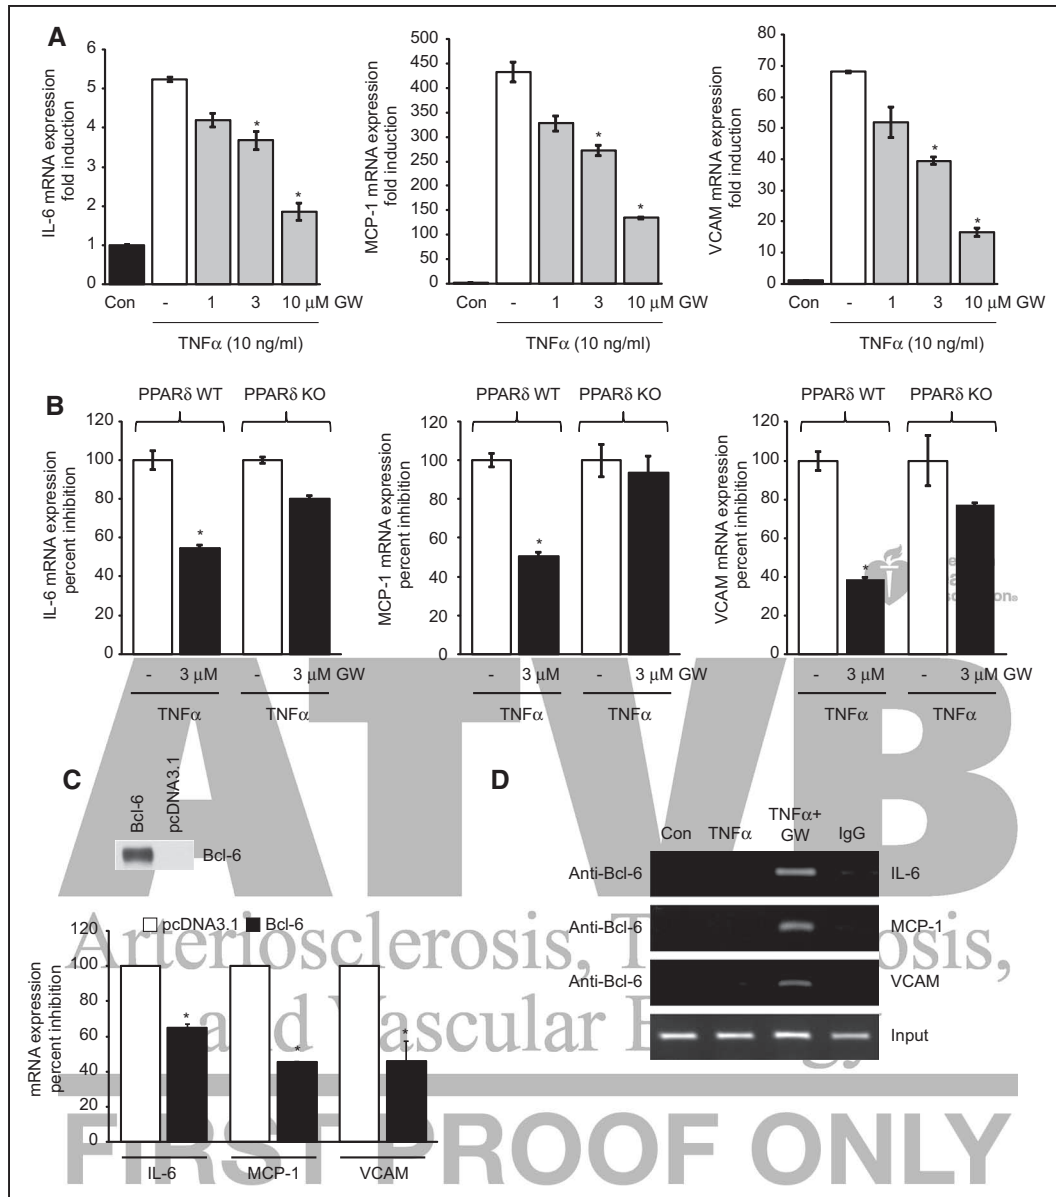 A
IL-6 mRNA expression
fold induction
6
5
4
3
2
1
0
*
*
Con - 1 3 10 μM GW
TNFα (10 ng/ml)
MCP-1 mRNA expression
fold induction
500
450
400
350
300
250
200
150
100
50
0
*
*
Con - 1 3 10 μM GW
TNFα (10 ng/ml)
VCAM mRNA expression
fold induction
80
70
60
50
40
30
20
10
0
*
*
Con - 1 3 10 μM GW
TNFα (10 ng/ml)
B
PPARδ WT PPARδ KO
IL-6 mRNA expression
percent inhibition
120
100
80
60
40
20
0
*
- 3 μM - 3 μM GW
TNFα TNFα
PPARδ WT PPARδ KO
MCP-1 mRNA expression
percent inhibition
120
100
80
60
40
20
0
*
- 3 μM - 3 μM GW
TNFα TNFα
PPARδ WT PPARδ KO
VCAM mRNA expression
percent inhibition
120
100
80
60
40
20
0
*
- 3 μM - 3 μM GW
TNFα TNFα
ATVB
C
Bcl-6
pcDNA3.1
Bcl-6
pcDNA3.1 Bcl-6
mRNA expression
percent inhibition
120
100
80
60
40
20
0
*
*
*
IL-6 MCP-1 VCAM
D
Con TNFα TNFα+
GW IgG
Anti-Bcl-6 IL-6
Anti-Bcl-6 MCP-1
Anti-Bcl-6 VCAM
Input
Arteriosclerosis,
and Vascular
FIRST PROOF ONLY